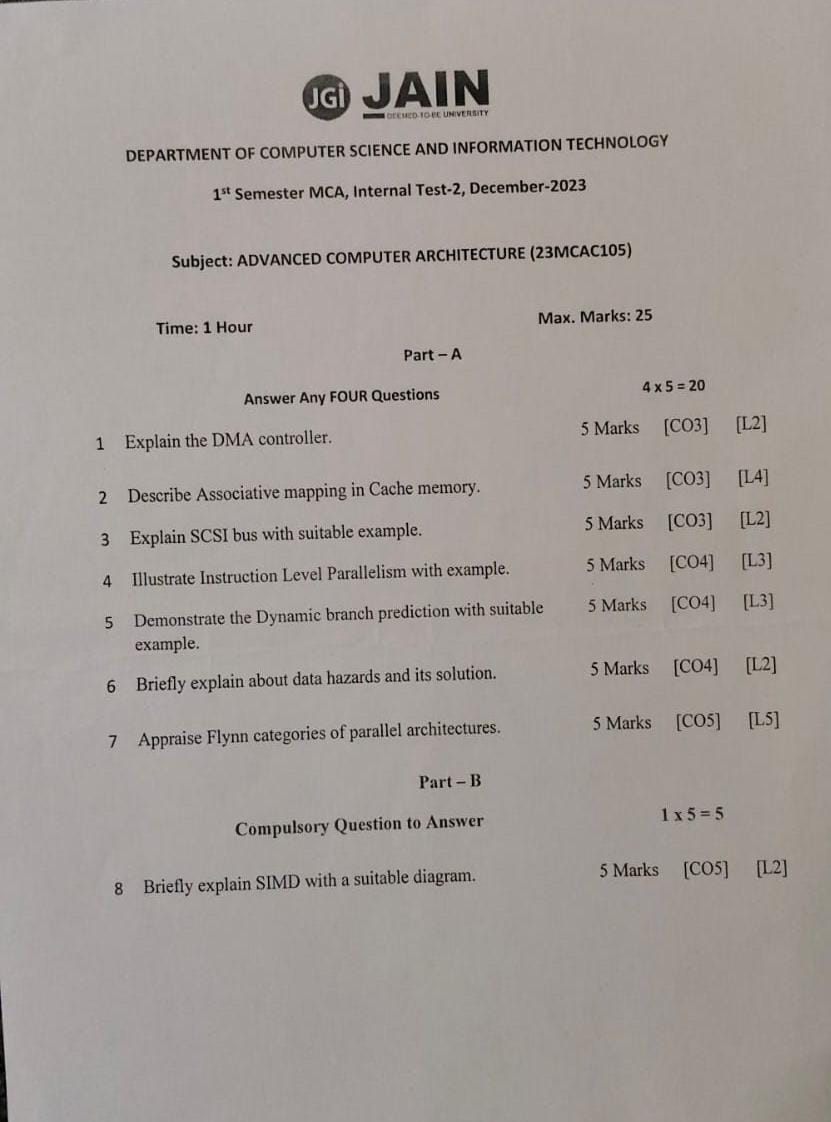 JGi JAIN
DEEMED-TO-BE UNIVERSITY
DEPARTMENT OF COMPUTER SCIENCE AND INFORMATION TECHNOLOGY
1st Semester MCA, Internal Test-2, December-2023
Subject: ADVANCED COMPUTER ARCHITECTURE (23MCAC105)
Time: 1 Hour Max. Marks: 25
Part – A
Answer Any FOUR Questions 4 x 5 = 20
1 Explain the DMA controller. 5 Marks [CO3] [L2]
2 Describe Associative mapping in Cache memory. 5 Marks [CO3] [L4]
3 Explain SCSI bus with suitable example. 5 Marks [CO3] [L2]
4 Illustrate Instruction Level Parallelism with example. 5 Marks [CO4] [L3]
5 Demonstrate the Dynamic branch prediction with suitable 5 Marks [CO4] [L3]
example.
6 Briefly explain about data hazards and its solution. 5 Marks [CO4] [L2]
7 Appraise Flynn categories of parallel architectures. 5 Marks [CO5] [L5]
Part – B
Compulsory Question to Answer 1 x 5 = 5
8 Briefly explain SIMD with a suitable diagram. 5 Marks [CO5] [L2]